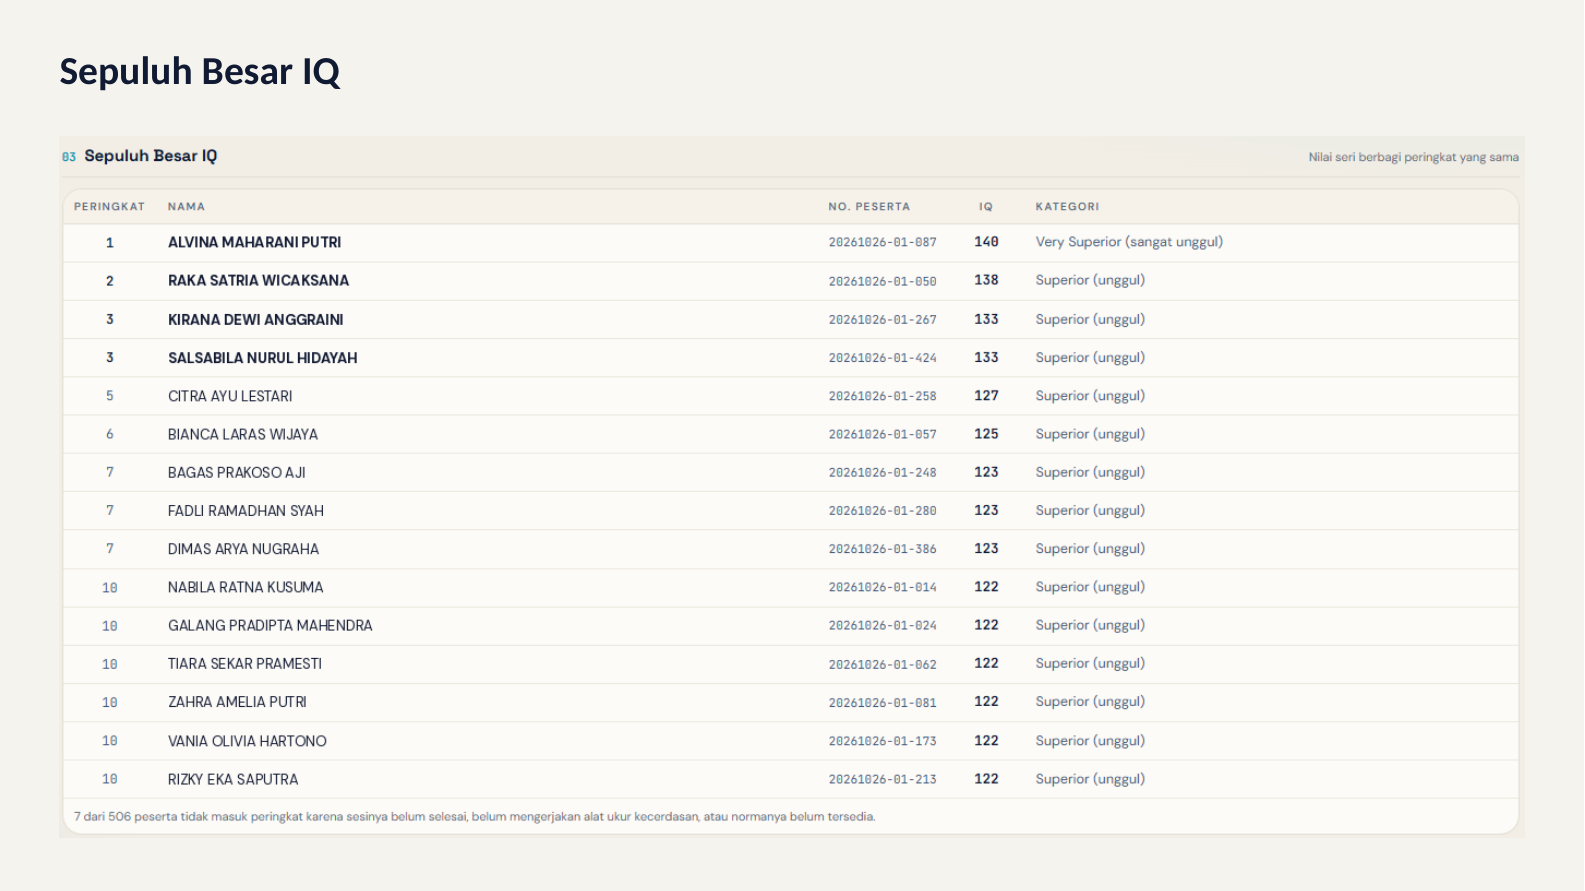 Sepuluh Besar IQ
03 Sepuluh Besar IQ Nilai seri berbagi peringkat yang sama
PERINGKAT NAMA NO. PESERTA IQ KATEGORI
1 ALVINA MAHARANI PUTRI 20261026-01-087 140 Very Superior (sangat unggul)
2 RAKA SATRIA WICAKSANA 20261026-01-050 138 Superior (unggul)
3 KIRANA DEWI ANGGRAINI 20261026-01-267 133 Superior (unggul)
3 SALSABILA NURUL HIDAYAH 20261026-01-424 133 Superior (unggul)
5 CITRA AYU LESTARI 20261026-01-258 127 Superior (unggul)
6 BIANCA LARAS WIJAYA 20261026-01-057 125 Superior (unggul)
7 BAGAS PRAKOSO AJI 20261026-01-248 123 Superior (unggul)
7 FADLI RAMADHAN SYAH 20261026-01-280 123 Superior (unggul)
7 DIMAS ARYA NUGRAHA 20261026-01-386 123 Superior (unggul)
10 NABILA RATNA KUSUMA 20261026-01-014 122 Superior (unggul)
10 GALANG PRADIPTA MAHENDRA 20261026-01-024 122 Superior (unggul)
10 TIARA SEKAR PRAMESTI 20261026-01-062 122 Superior (unggul)
10 ZAHRA AMELIA PUTRI 20261026-01-081 122 Superior (unggul)
10 VANIA OLIVIA HARTONO 20261026-01-173 122 Superior (unggul)
10 RIZKY EKA SAPUTRA 20261026-01-213 122 Superior (unggul)
7 dari 506 peserta tidak masuk peringkat karena sesinya belum selesai, belum mengerjakan alat ukur kecerdasan, atau normanya belum tersedia.